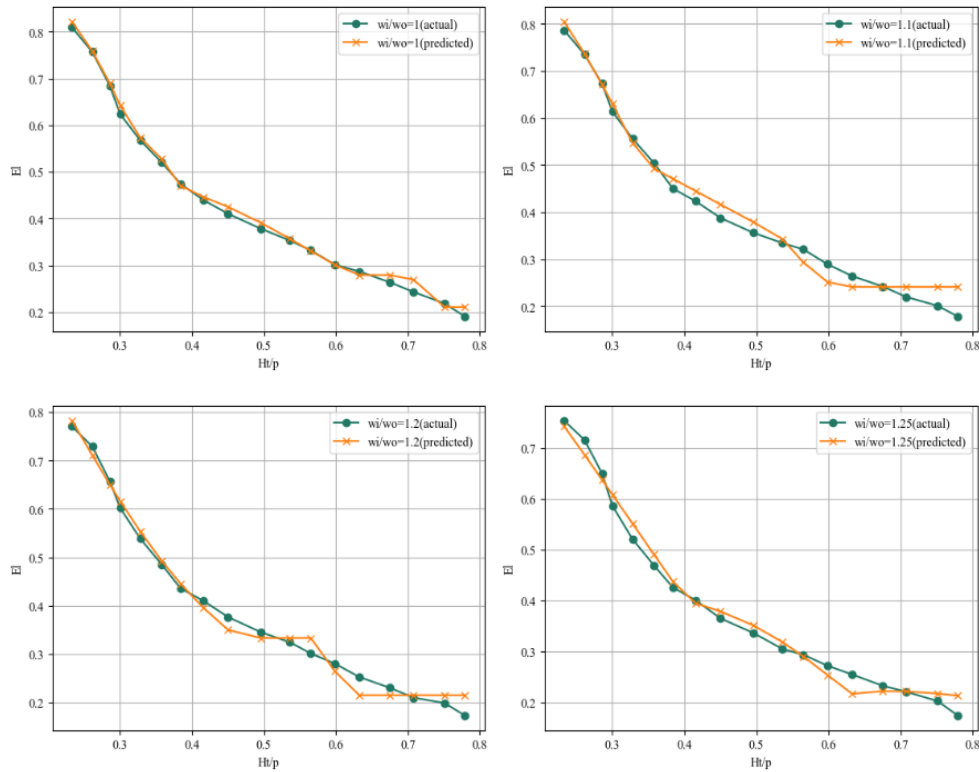 wi/wo=1(actual)
wi/wo=1(predicted)
0.8
0.7
0.6
0.5
0.4
0.3
0.2
El
0.3 0.4 0.5 0.6 0.7 0.8
Ht/p
wi/wo=1.1(actual)
wi/wo=1.1(predicted)
0.8
0.7
0.6
0.5
0.4
0.3
0.2
El
0.3 0.4 0.5 0.6 0.7 0.8
Ht/p
wi/wo=1.2(actual)
wi/wo=1.2(predicted)
0.8
0.7
0.6
0.5
0.4
0.3
0.2
El
0.3 0.4 0.5 0.6 0.7 0.8
Ht/p
wi/wo=1.25(actual)
wi/wo=1.25(predicted)
0.7
0.6
0.5
0.4
0.3
0.2
El
0.3 0.4 0.5 0.6 0.7 0.8
Ht/p